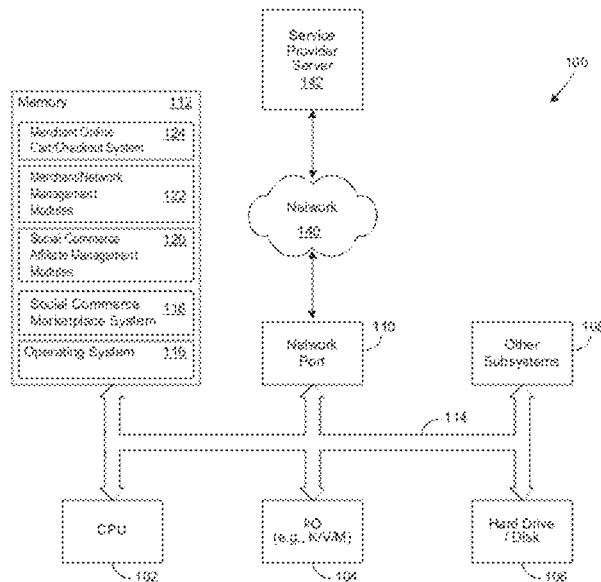 Service
Provider
Server
142
100
Memory 112
Merchant Online 124
Cart/Checkout System
Merchant/Network
Management 122
Modules
Social Commerce 120
Affiliate Management
Modules
Social Commerce 118
Marketplace System
Operating System 116
Network
140
Network
Port
110
Other
Subsystems
108
114
CPU
102
I/O
(e.g., K/V/M)
104
Hard Drive
/ Disk
106